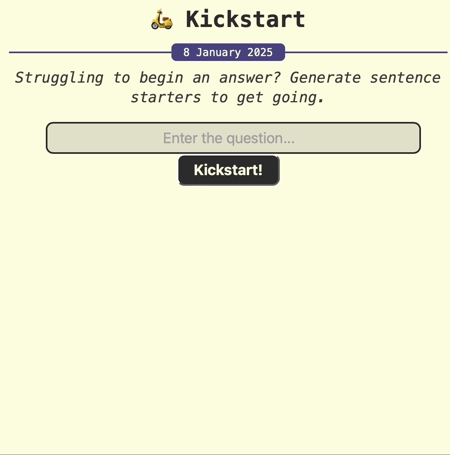 🛵 Kickstart
8 January 2025
Struggling to begin an answer? Generate sentence
starters to get going.
Enter the question...
Kickstart!